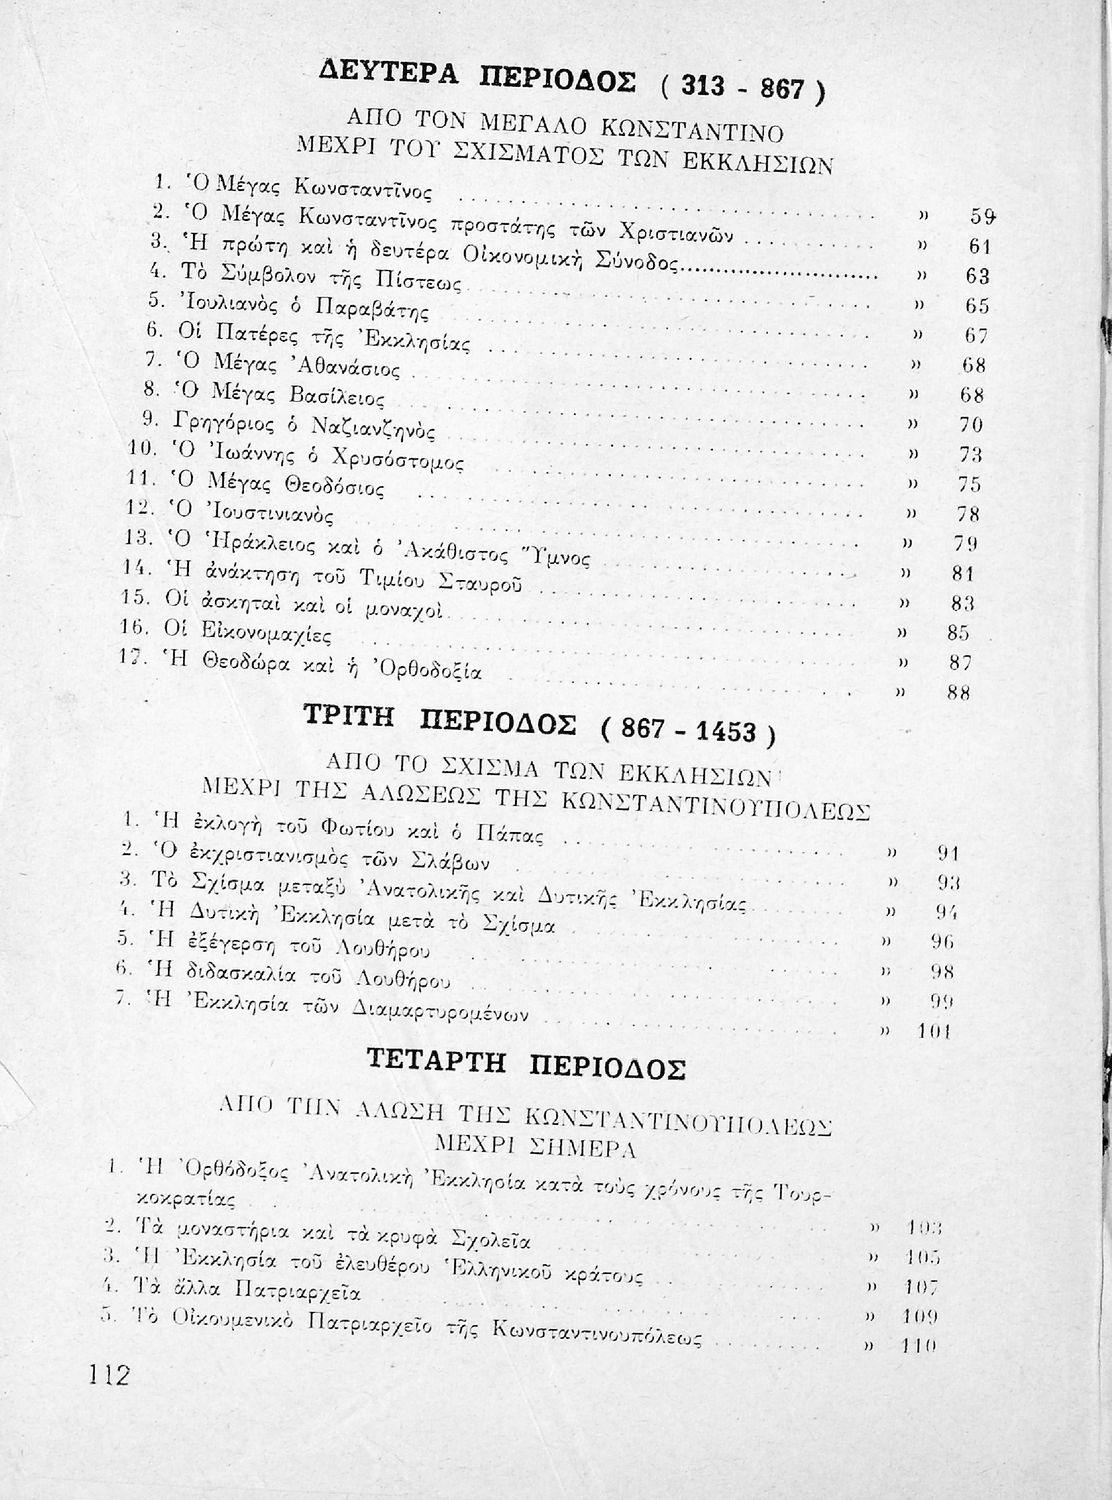 ΔΕΥΤΕΡΑ ΠΕΡΙΟΔΟΣ ( 313 - 867 )
ΑΠΟ ΤΟΝ ΜΕΓΑΛΟ ΚΩΝΣΤΑΝΤΙΝΟ
ΜΕΧΡΙ ΤΟΥ ΣΧΙΣΜΑΤΟΣ ΤΩΝ ΕΚΚΛΗΣΙΩΝ
1. Ὁ Μέγας Κωνσταντῖνος . . . . . » 59
2. Ὁ Μέγας Κωνσταντῖνος προστάτης τῶν Χριστιανῶν . . . . . » 61
3. Ἡ πρώτη καὶ ἡ δευτέρα Οἰκονομικὴ Σύνοδος . . . . . » 63
4. Τὸ Σύμβολον τῆς Πίστεως . . . . . » 65
5. Ἰουλιανὸς ὁ Παραβάτης . . . . . » 67
6. Οἱ Πατέρες τῆς Ἐκκλησίας . . . . . » 68
7. Ὁ Μέγας Ἀθανάσιος . . . . . » 68
8. Ὁ Μέγας Βασίλειος . . . . . » 70
9. Γρηγόριος ὁ Ναζιανζηνὸς . . . . . » 73
10. Ὁ Ἰωάννης ὁ Χρυσόστομος . . . . . » 75
11. Ὁ Μέγας Θεοδόσιος . . . . . » 78
12. Ὁ Ἰουστινιανὸς . . . . . » 79
13. Ὁ Ἡράκλειος καὶ ὁ Ἀκάθιστος Ὕμνος . . . . . » 81
14. Ἡ ἀνάκτηση τοῦ Τιμίου Σταυροῦ . . . . . » 83
15. Οἱ ἀσκηταὶ καὶ οἱ μοναχοὶ . . . . . » 85
16. Οἱ Εἰκονομαχίες . . . . . » 87
17. Ἡ Θεοδώρα καὶ ἡ Ὀρθοδοξία . . . . . » 88
ΤΡΙΤΗ ΠΕΡΙΟΔΟΣ ( 867 - 1453 )
ΑΠΟ ΤΟ ΣΧΙΣΜΑ ΤΩΝ ΕΚΚΛΗΣΙΩΝ
ΜΕΧΡΙ ΤΗΣ ΑΛΩΣΕΩΣ ΤΗΣ ΚΩΝΣΤΑΝΤΙΝΟΥΠΟΛΕΩΣ
1. Ἡ ἐκλογὴ τοῦ Φωτίου καὶ ὁ Πάπας . . . . . » 91
2. Ὁ ἐκχριστιανισμὸς τῶν Σλάβων . . . . . » 93
3. Τὸ Σχίσμα μεταξὺ Ἀνατολικῆς καὶ Δυτικῆς Ἐκκλησίας . . . . . » 94
4. Ἡ Δυτικὴ Ἐκκλησία μετὰ τὸ Σχίσμα . . . . . » 96
5. Ἡ ἐξέγερση τοῦ Λουθήρου . . . . . » 98
6. Ἡ διδασκαλία τοῦ Λουθήρου . . . . . » 99
7. Ἡ Ἐκκλησία τῶν Διαμαρτυρομένων . . . . . » 101
ΤΕΤΑΡΤΗ ΠΕΡΙΟΔΟΣ
ΑΠΟ ΤΗΝ ΑΛΩΣΗ ΤΗΣ ΚΩΝΣΤΑΝΤΙΝΟΥΠΟΛΕΩΣ
ΜΕΧΡΙ ΣΗΜΕΡΑ
1. Ἡ Ὀρθόδοξος Ἀνατολικὴ Ἐκκλησία κατὰ τοὺς χρόνους τῆς Τουρ-
κοκρατίας . . . . . » 103
2. Τὰ μοναστήρια καὶ τὰ κρυφὰ Σχολεῖα . . . . . » 105
3. Ἡ Ἐκκλησία τοῦ ἐλευθέρου Ἑλληνικοῦ κράτους . . . . . » 107
4. Τὰ ἄλλα Πατριαρχεῖα . . . . . » 109
5. Τὸ Οἰκουμενικὸ Πατριαρχεῖο τῆς Κωνσταντινουπόλεως . . . . . » 110
112